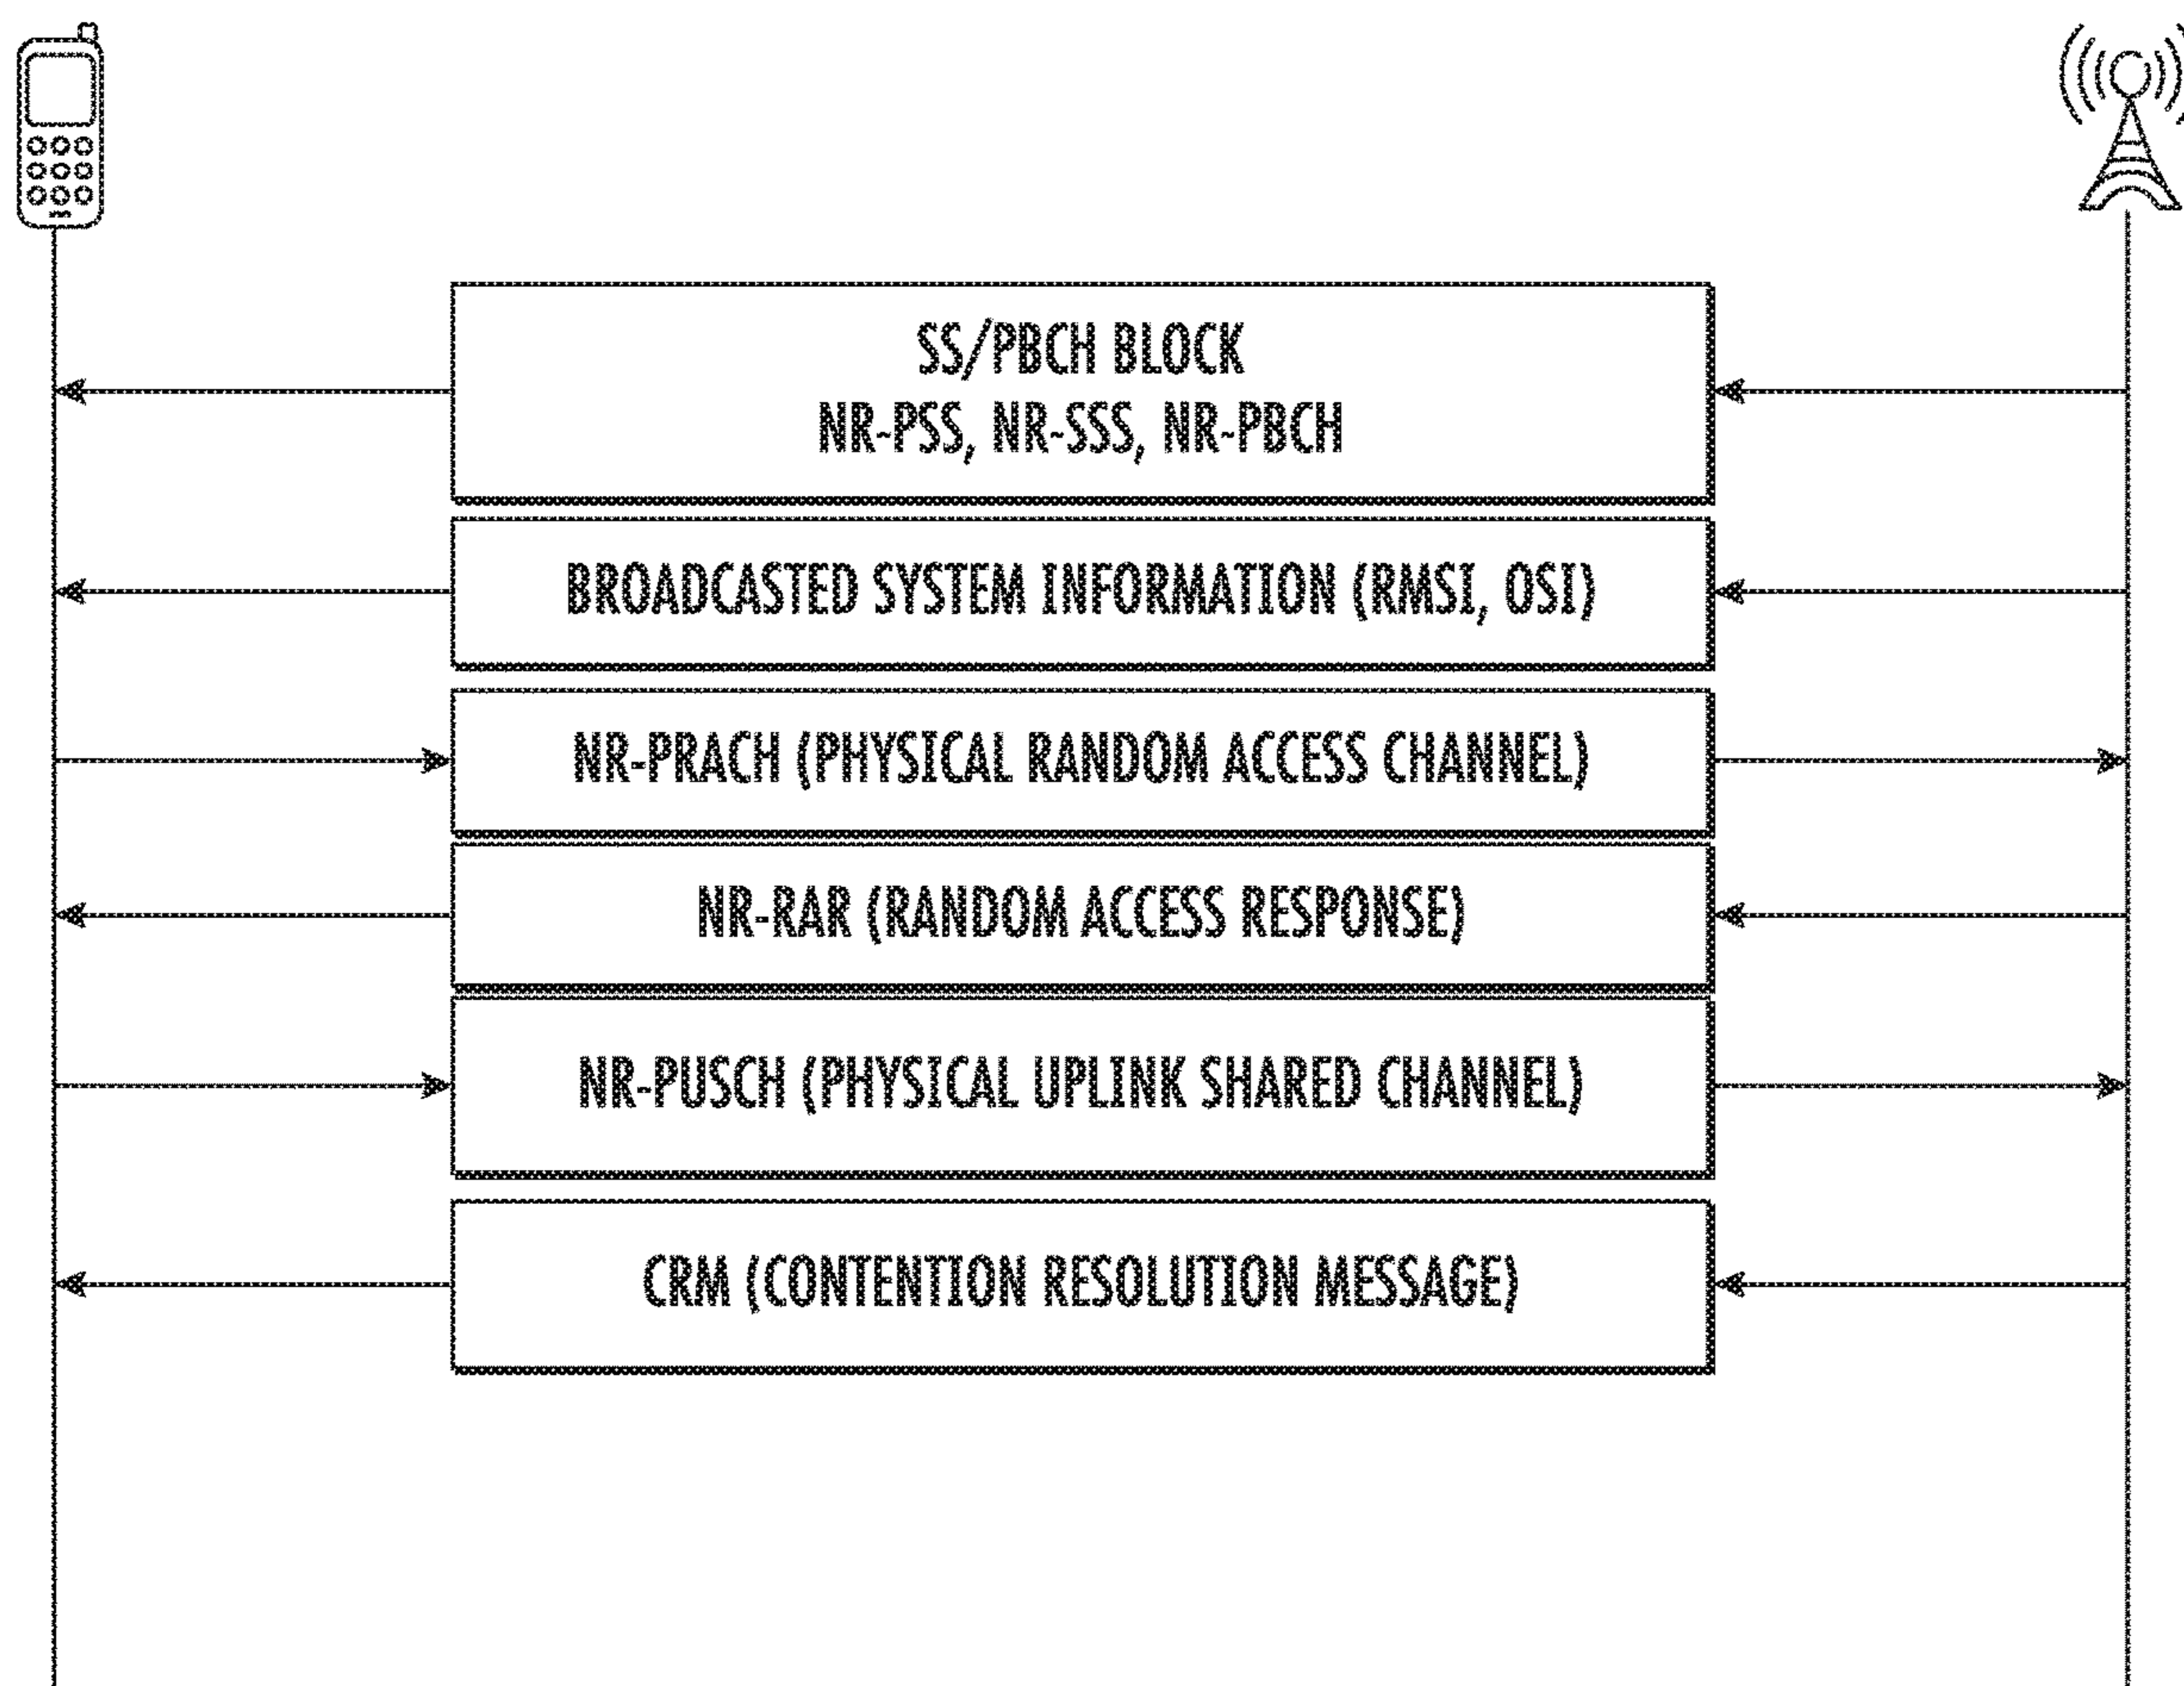 SS/PBCH BLOCK
NR-PSS, NR-SSS, NR-PBCH
BROADCASTED SYSTEM INFORMATION (RMSI, OSI)
NR-PRACH (PHYSICAL RANDOM ACCESS CHANNEL)
NR-RAR (RANDOM ACCESS RESPONSE)
NR-PUSCH (PHYSICAL UPLINK SHARED CHANNEL)
CRM (CONTENTION RESOLUTION MESSAGE)